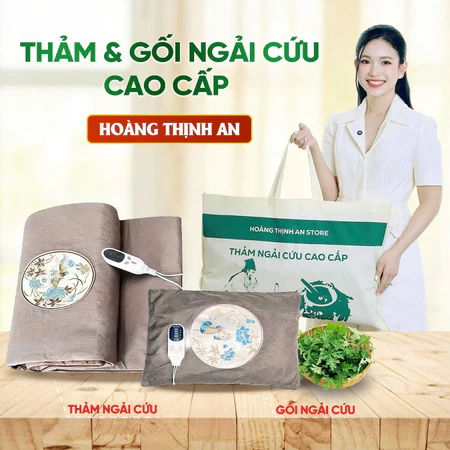 THẢM & GỐI NGẢI CỨU
CAO CẤP
HOÀNG THỊNH AN
HOÀNG THỊNH AN STORE
THẢM NGẢI CỨU CAO CẤP
THẢM NGẢI CỨU
GỐI NGẢI CỨU